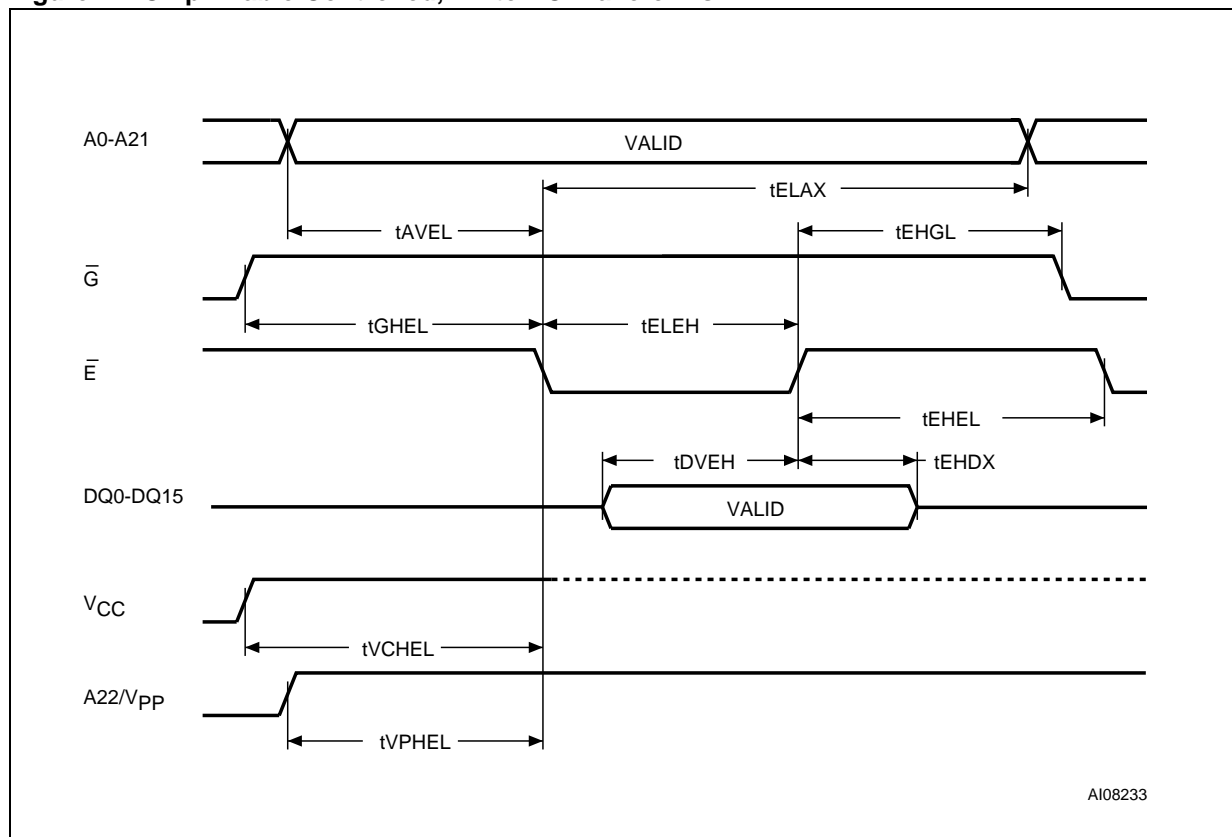 A0-A21
VALID
tELAX
tAVEL
tEHGL
G̅
tGHEL
tELEH
E̅
tEHEL
tDVEH
tEHDX
DQ0-DQ15
VALID
VCC
tVCHEL
A22/VPP
tVPHEL
AI08233